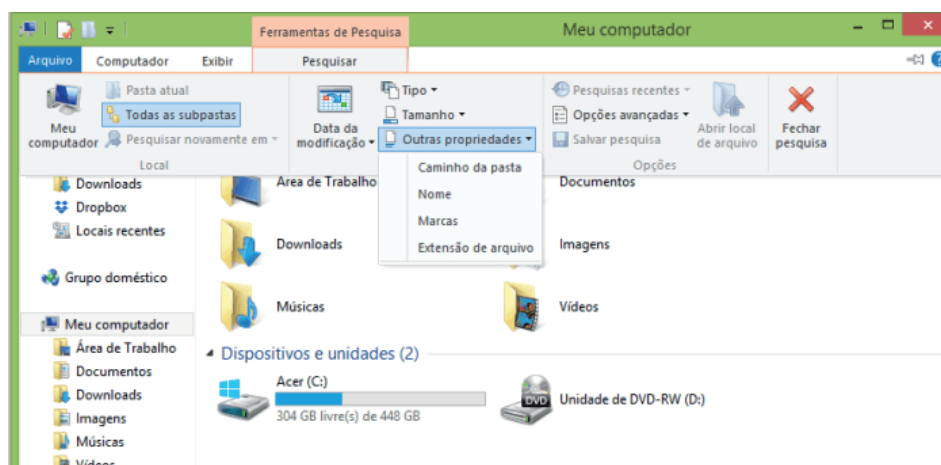 Ferramentas de Pesquisa
Meu computador
Arquivo
Computador
Exibir
Pesquisar
Meu computador
Pasta atual
Todas as subpastas
Pesquisar novamente em
Local
Data da modificação
Tipo
Tamanho
Outras propriedades
Caminho da pasta
Nome
Marcas
Extensão de arquivo
Pesquisas recentes
Opções avançadas
Salvar pesquisa
Abrir local de arquivo
Opções
Fechar pesquisa
Downloads
Dropbox
Locais recentes
Grupo doméstico
Meu computador
Área de Trabalho
Documentos
Downloads
Imagens
Músicas
Vídeos
Área de Trabalho
Documentos
Downloads
Imagens
Músicas
Vídeos
Dispositivos e unidades (2)
Acer (C:)
304 GB livre(s) de 448 GB
DVD
Unidade de DVD-RW (D:)